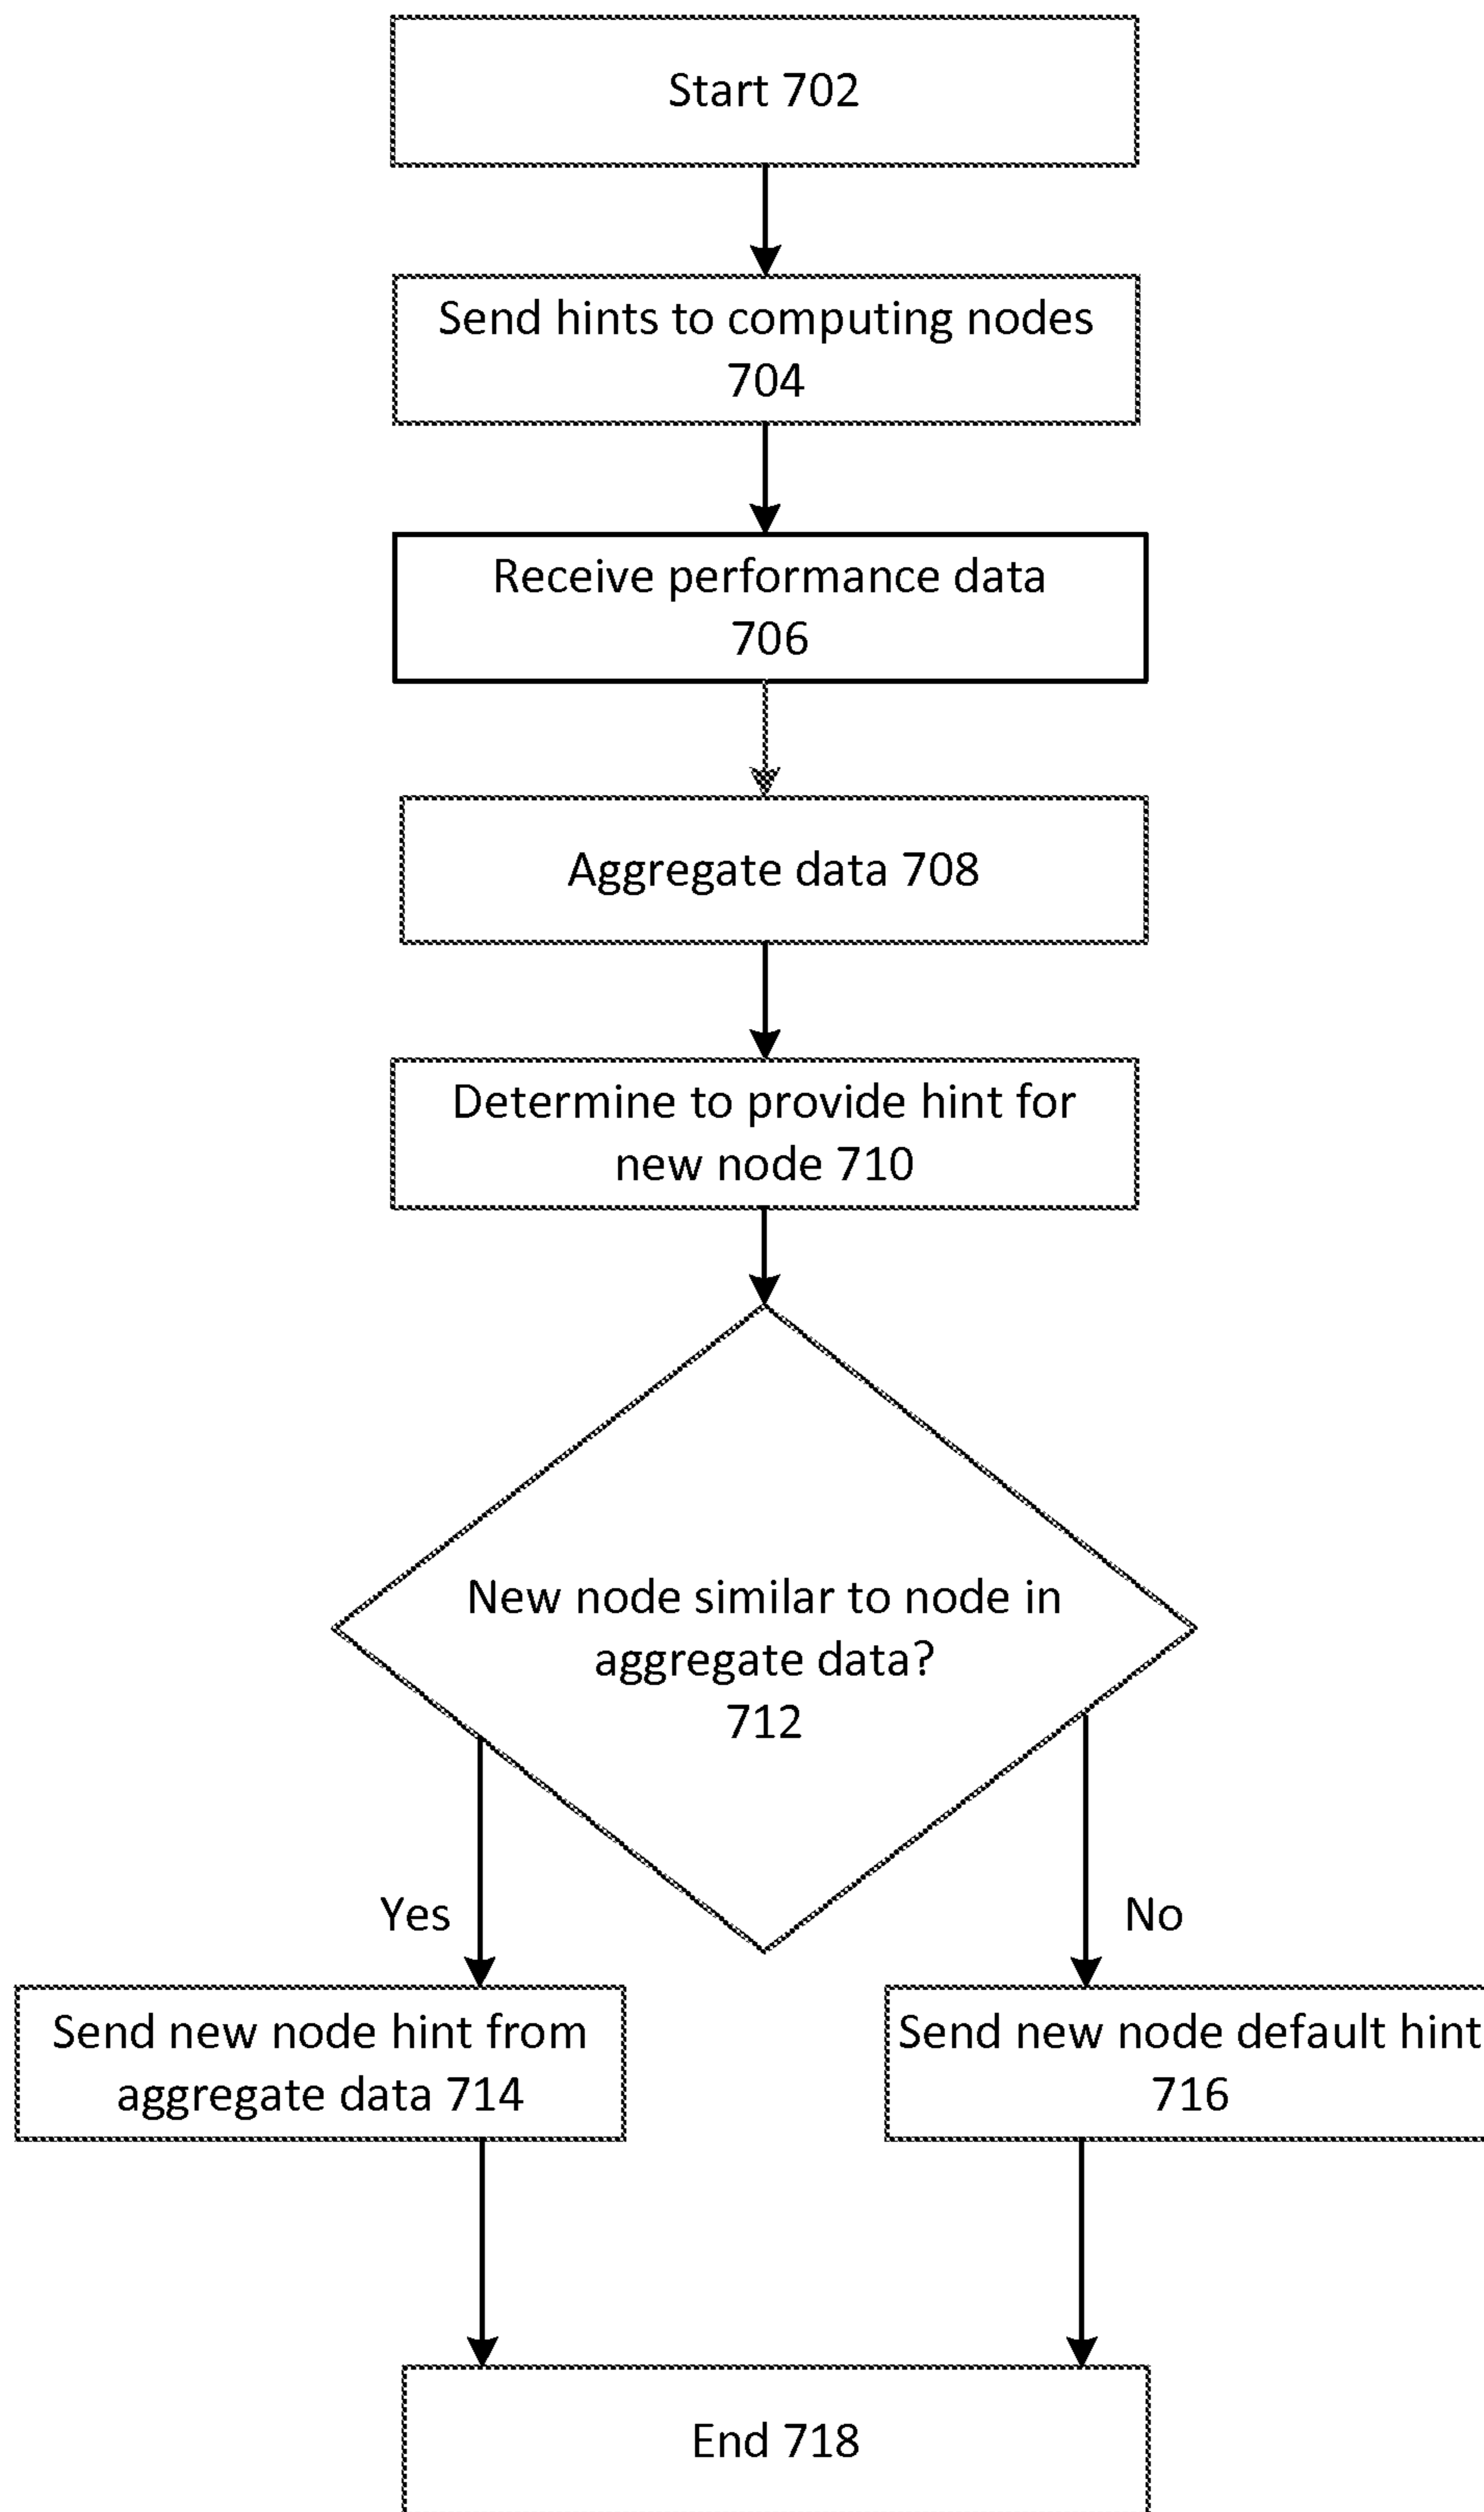 Start 702
Send hints to computing nodes
704
Receive performance data
706
Aggregate data 708
Determine to provide hint for
new node 710
New node similar to node in
aggregate data?
712
Yes
No
Send new node hint from
aggregate data 714
Send new node default hint
716
End 718